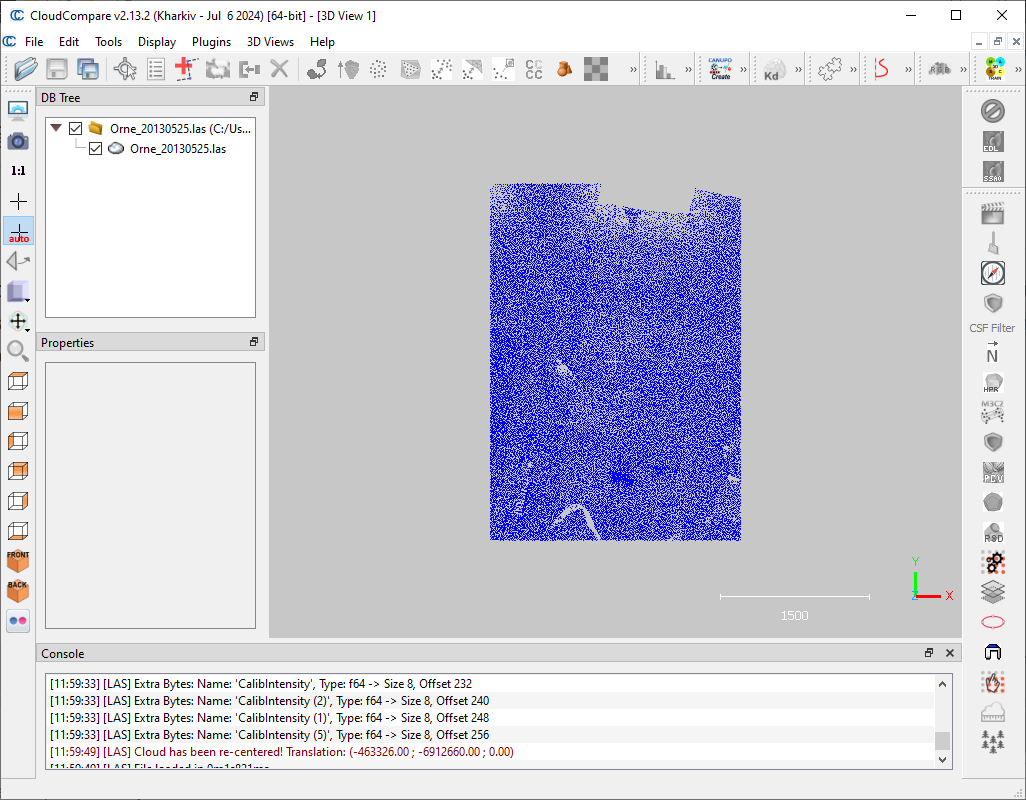 CloudCompare v2.13.2 (Kharkiv - Jul 6 2024) [64-bit] - [3D View 1]
File Edit Tools Display Plugins 3D Views Help
CC
CC
CANUPO
Create
Kd
S
TRAIN
DB Tree
Orne_20130525.las (C:/Us...
Orne_20130525.las
1:1
auto
Properties
FRONT
BACK
EDL
SSAO
CSF Filter
N
HPR
M3C2
PCV
RSD
Y
Z
X
1500
Console
[11:59:33] [LAS] Extra Bytes: Name: 'CalibIntensity', Type: f64 -> Size 8, Offset 232
[11:59:33] [LAS] Extra Bytes: Name: 'CalibIntensity (2)', Type: f64 -> Size 8, Offset 240
[11:59:33] [LAS] Extra Bytes: Name: 'CalibIntensity (1)', Type: f64 -> Size 8, Offset 248
[11:59:33] [LAS] Extra Bytes: Name: 'CalibIntensity (5)', Type: f64 -> Size 8, Offset 256
[11:59:49] [LAS] Cloud has been re-centered! Translation: (-463326.00 ; -6912660.00 ; 0.00)